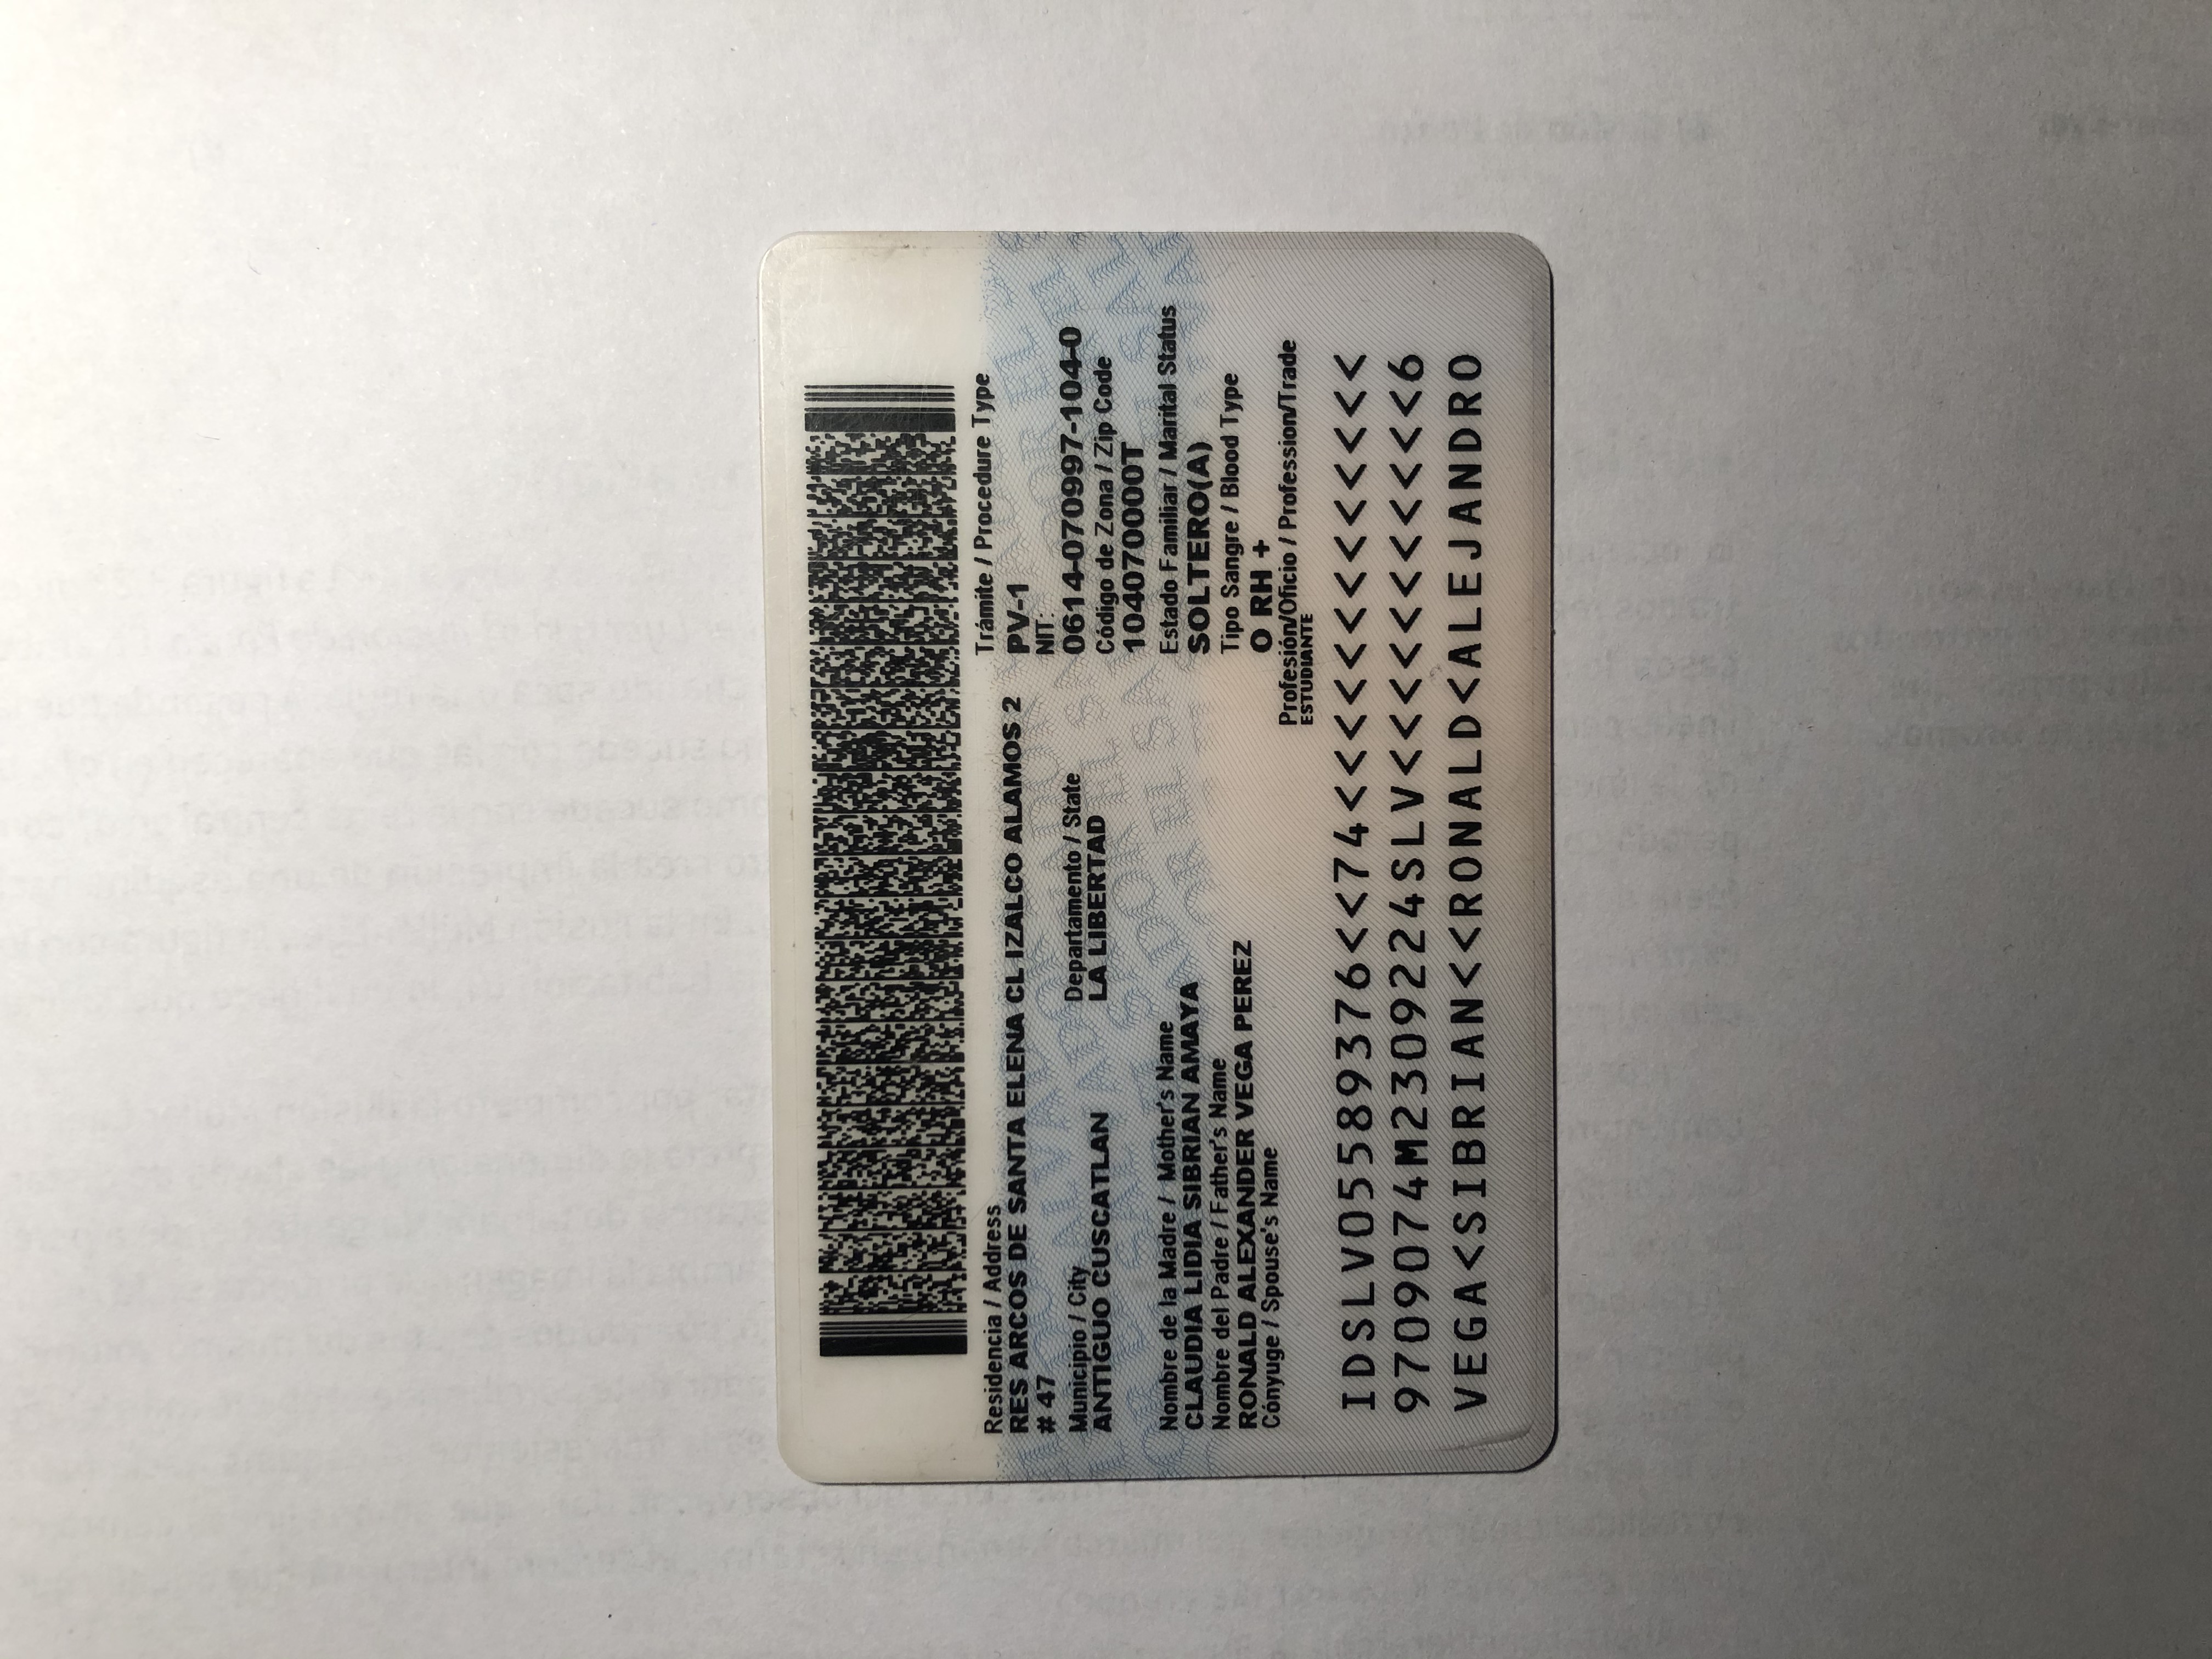 Residencia / Address
RES ARCOS DE SANTA ELENA CL IZALCO ALAMOS 2
# 47
Municipio / City
ANTIGUO CUSCATLAN
Departamento / State
LA LIBERTAD
Trámite / Procedure Type
PV-1
NIT:
0614-070997-104-0
Código de Zona / Zip Code
104070000T
Nombre de la Madre / Mother's Name
CLAUDIA LIDIA SIBRIAN AMAYA
Nombre del Padre / Father's Name
RONALD ALEXANDER VEGA PEREZ
Cónyuge / Spouse's Name
Estado Familiar / Marital Status
SOLTERO(A)
Tipo Sangre / Blood Type
O RH +
Profesión/Oficio / Profession/Trade
ESTUDIANTE
IDSLV05589376<<74<<<<<<<<<<<<<
9709074M2309224SLV<<<<<<<<<<<6
VEGA<SIBRIAN<<RONALD<ALEJANDRO